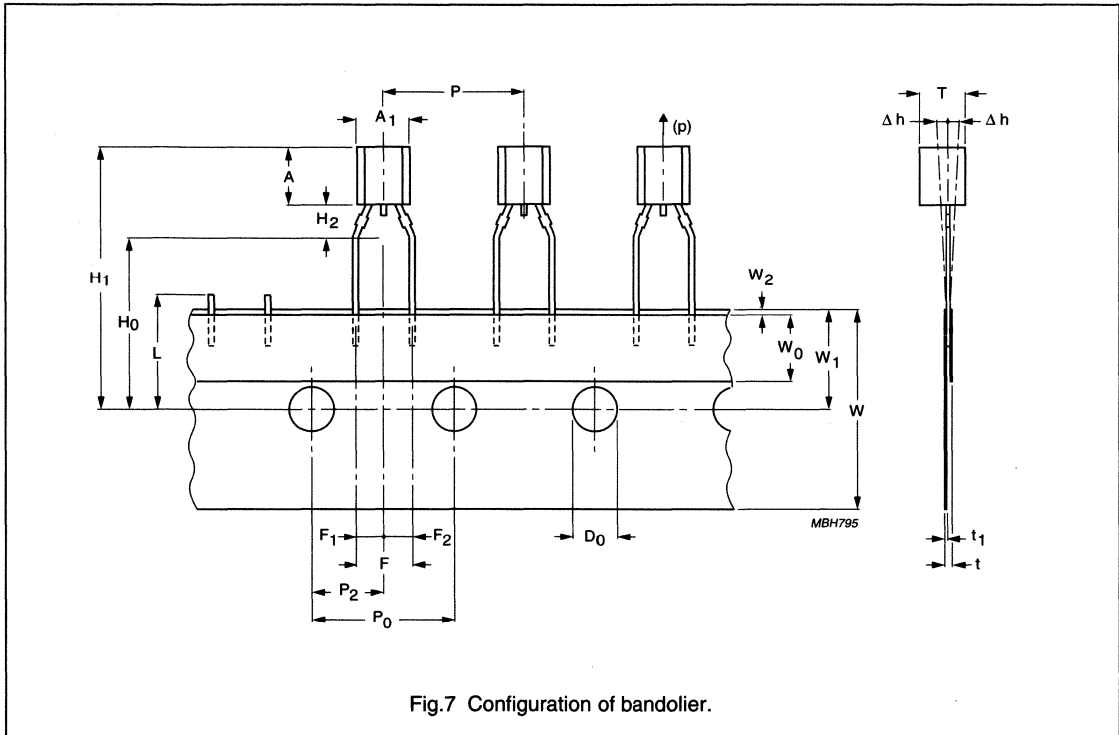 P
T
A1
(p)
Δh
Δh
A
H2
H1
H0
L
W2
W0
W1
W
MBH795
F1
F2
D0
t1
F
t
P2
P0
Fig.7 Configuration of bandolier.